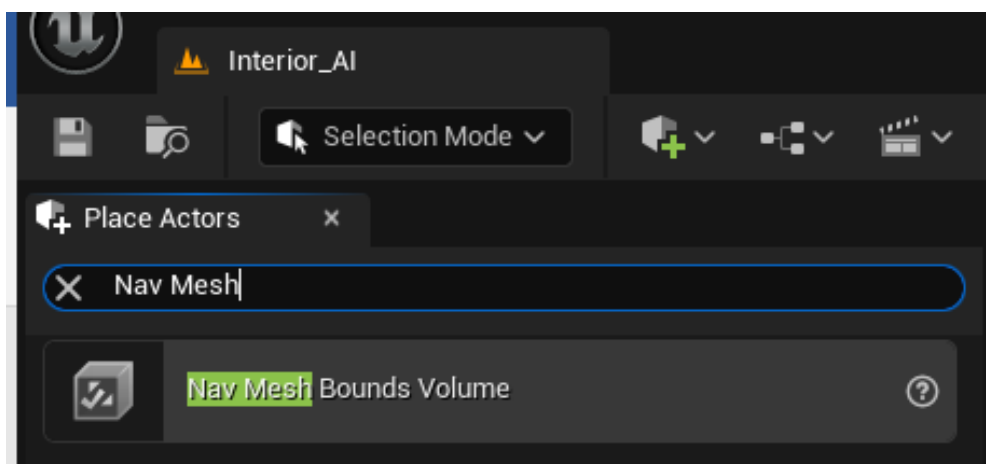 Interior_AI
Selection Mode
Place Actors
Nav Mesh
Nav Mesh Bounds Volume